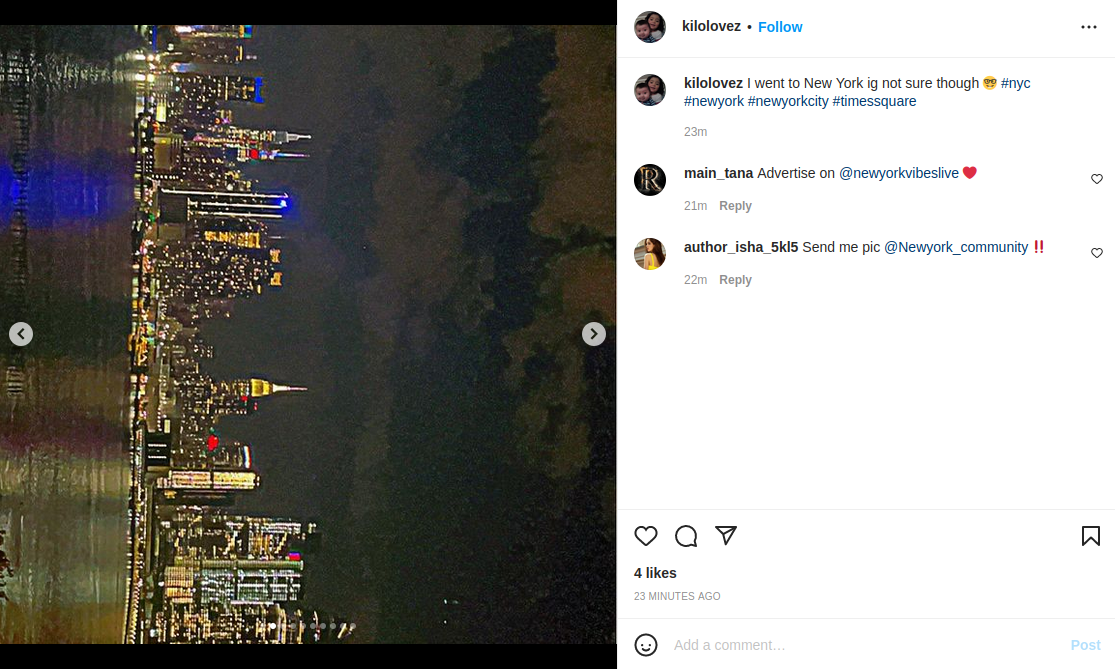 kilolovez • Follow
kilolovez I went to New York ig not sure though 🤓 #nyc
#newyork #newyorkcity #timessquare
23m
main_tana Advertise on @newyorkvibeslive ❤️
21m Reply
author_isha_5kl5 Send me pic @Newyork_community ‼️
22m Reply
4 likes
23 MINUTES AGO
Add a comment… Post